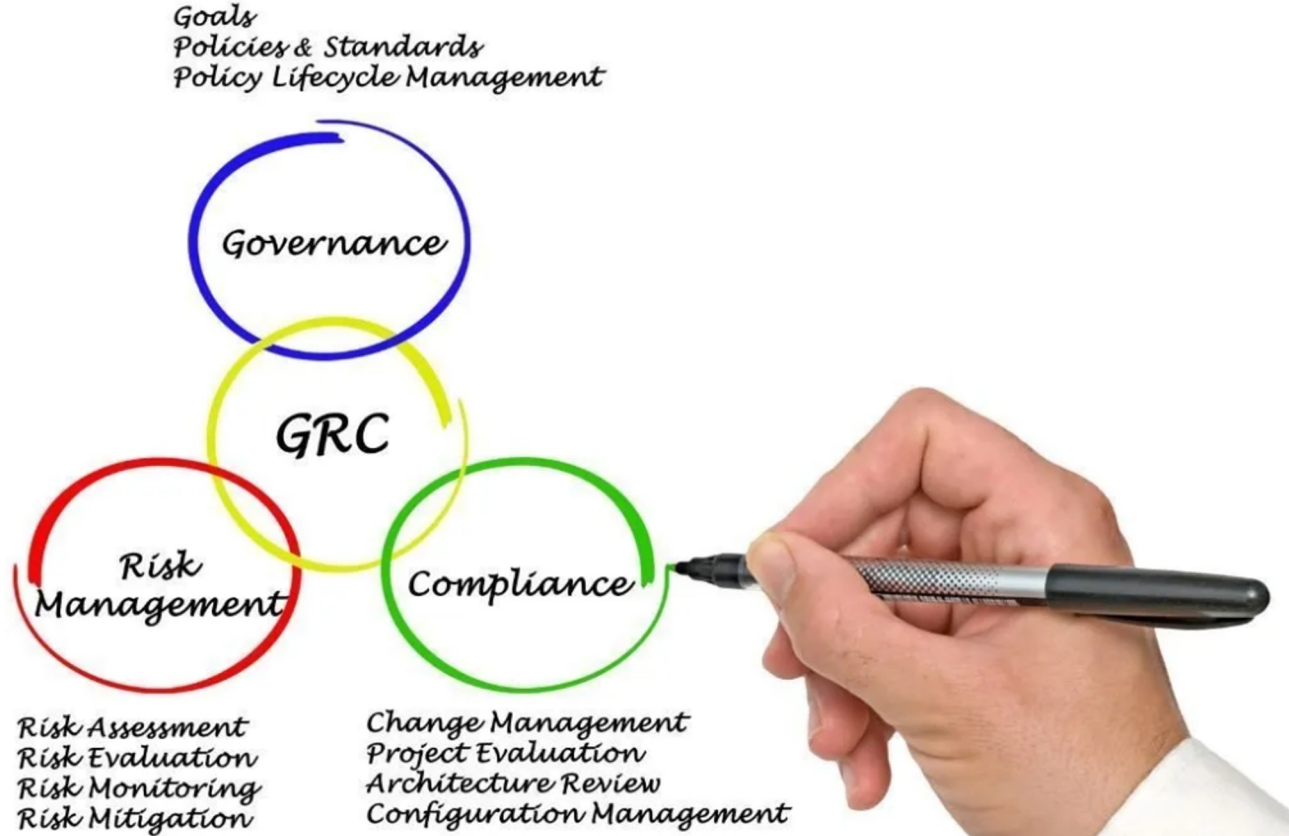 Goals
Policies & Standards
Policy Lifecycle Management
Governance
GRC
Risk
Management
Compliance
Risk Assessment
Risk Evaluation
Risk Monitoring
Risk Mitigation
Change Management
Project Evaluation
Architecture Review
Configuration Management